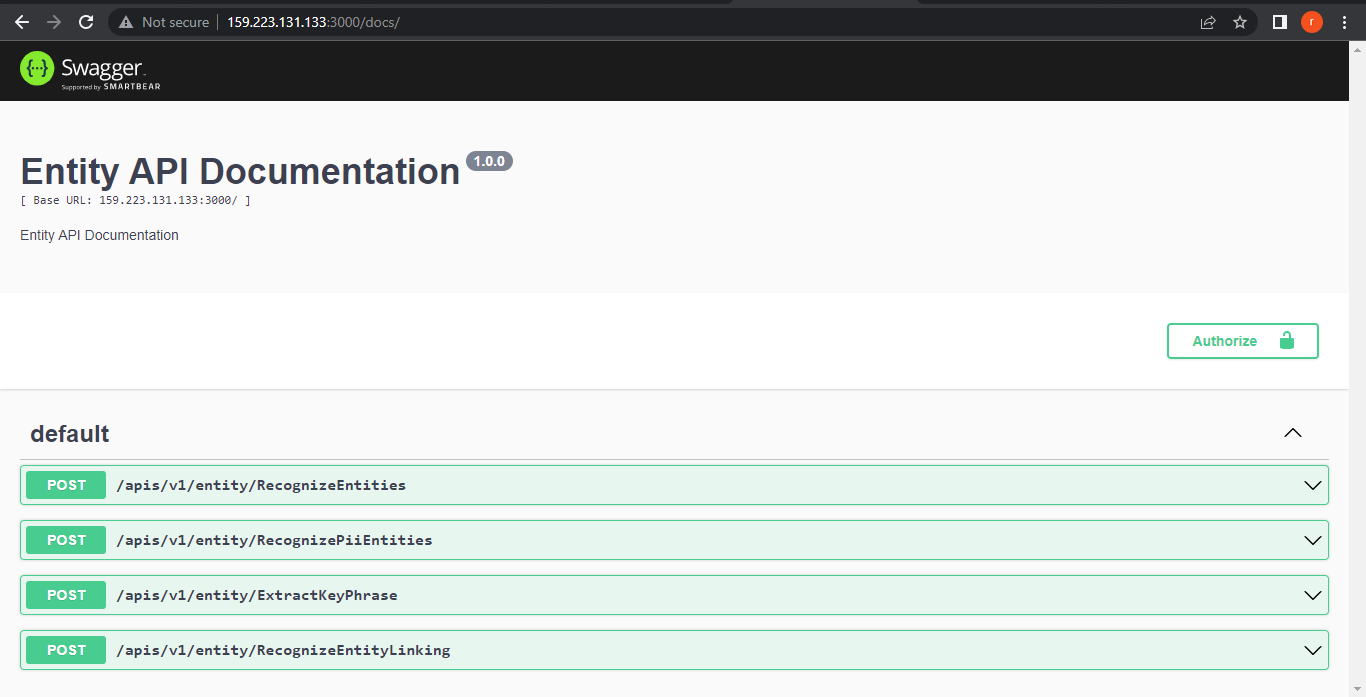 Not secure 159.223.131.133:3000/docs/
r
{···} Swagger
Supported by SMARTBEAR
Entity API Documentation 1.0.0
[ Base URL: 159.223.131.133:3000/ ]
Entity API Documentation
Authorize
default
POST /apis/v1/entity/RecognizeEntities
POST /apis/v1/entity/RecognizePiiEntities
POST /apis/v1/entity/ExtractKeyPhrase
POST /apis/v1/entity/RecognizeEntityLinking